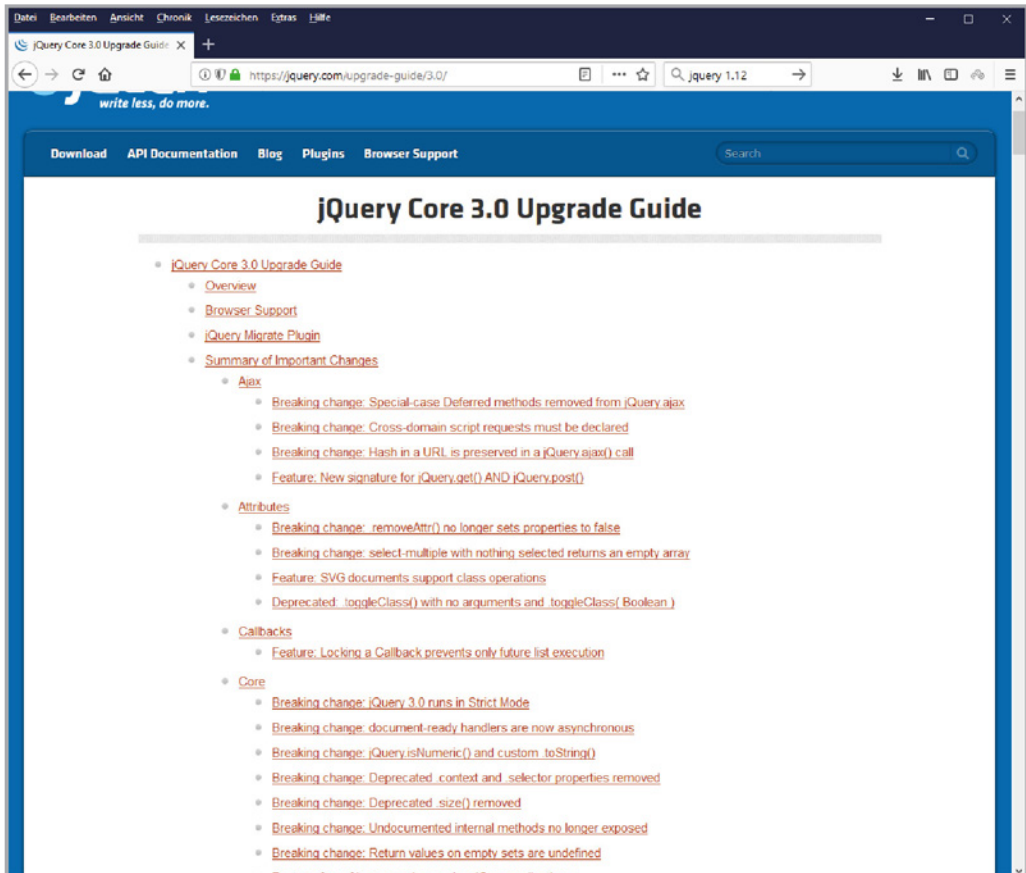 Datei Bearbeiten Ansicht Chronik Lesezeichen Extras Hilfe
jQuery Core 3.0 Upgrade Guide
https://jquery.com/upgrade-guide/3.0/ jquery 1.12
write less, do more.
Download API Documentation Blog Plugins Browser Support Search
jQuery Core 3.0 Upgrade Guide
jQuery Core 3.0 Upgrade Guide
Overview
Browser Support
jQuery Migrate Plugin
Summary of Important Changes
Ajax
Breaking change: Special-case Deferred methods removed from jQuery.ajax
Breaking change: Cross-domain script requests must be declared
Breaking change: Hash in a URL is preserved in a jQuery.ajax() call
Feature: New signature for jQuery.get() AND jQuery.post()
Attributes
Breaking change: .removeAttr() no longer sets properties to false
Breaking change: select-multiple with nothing selected returns an empty array
Feature: SVG documents support class operations
Deprecated: .toggleClass() with no arguments and .toggleClass( Boolean )
Callbacks
Feature: Locking a Callback prevents only future list execution
Core
Breaking change: jQuery 3.0 runs in Strict Mode
Breaking change: document-ready handlers are now asynchronous
Breaking change: jQuery.isNumeric() and custom .toString()
Breaking change: Deprecated .context and .selector properties removed
Breaking change: Deprecated .size() removed
Breaking change: Undocumented internal methods no longer exposed
Breaking change: Return values on empty sets are undefined